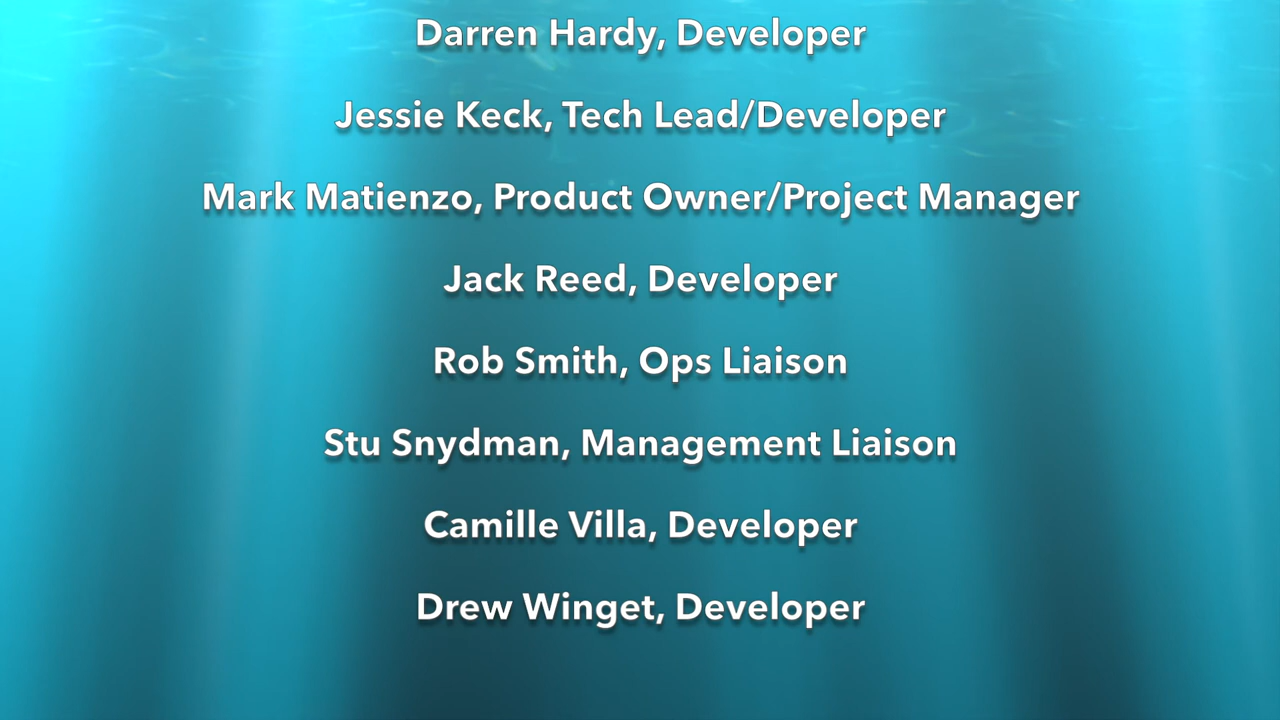 Darren Hardy, Developer
Jessie Keck, Tech Lead/Developer
Mark Matienzo, Product Owner/Project Manager
Jack Reed, Developer
Rob Smith, Ops Liaison
Stu Snydman, Management Liaison
Camille Villa, Developer
Drew Winget, Developer